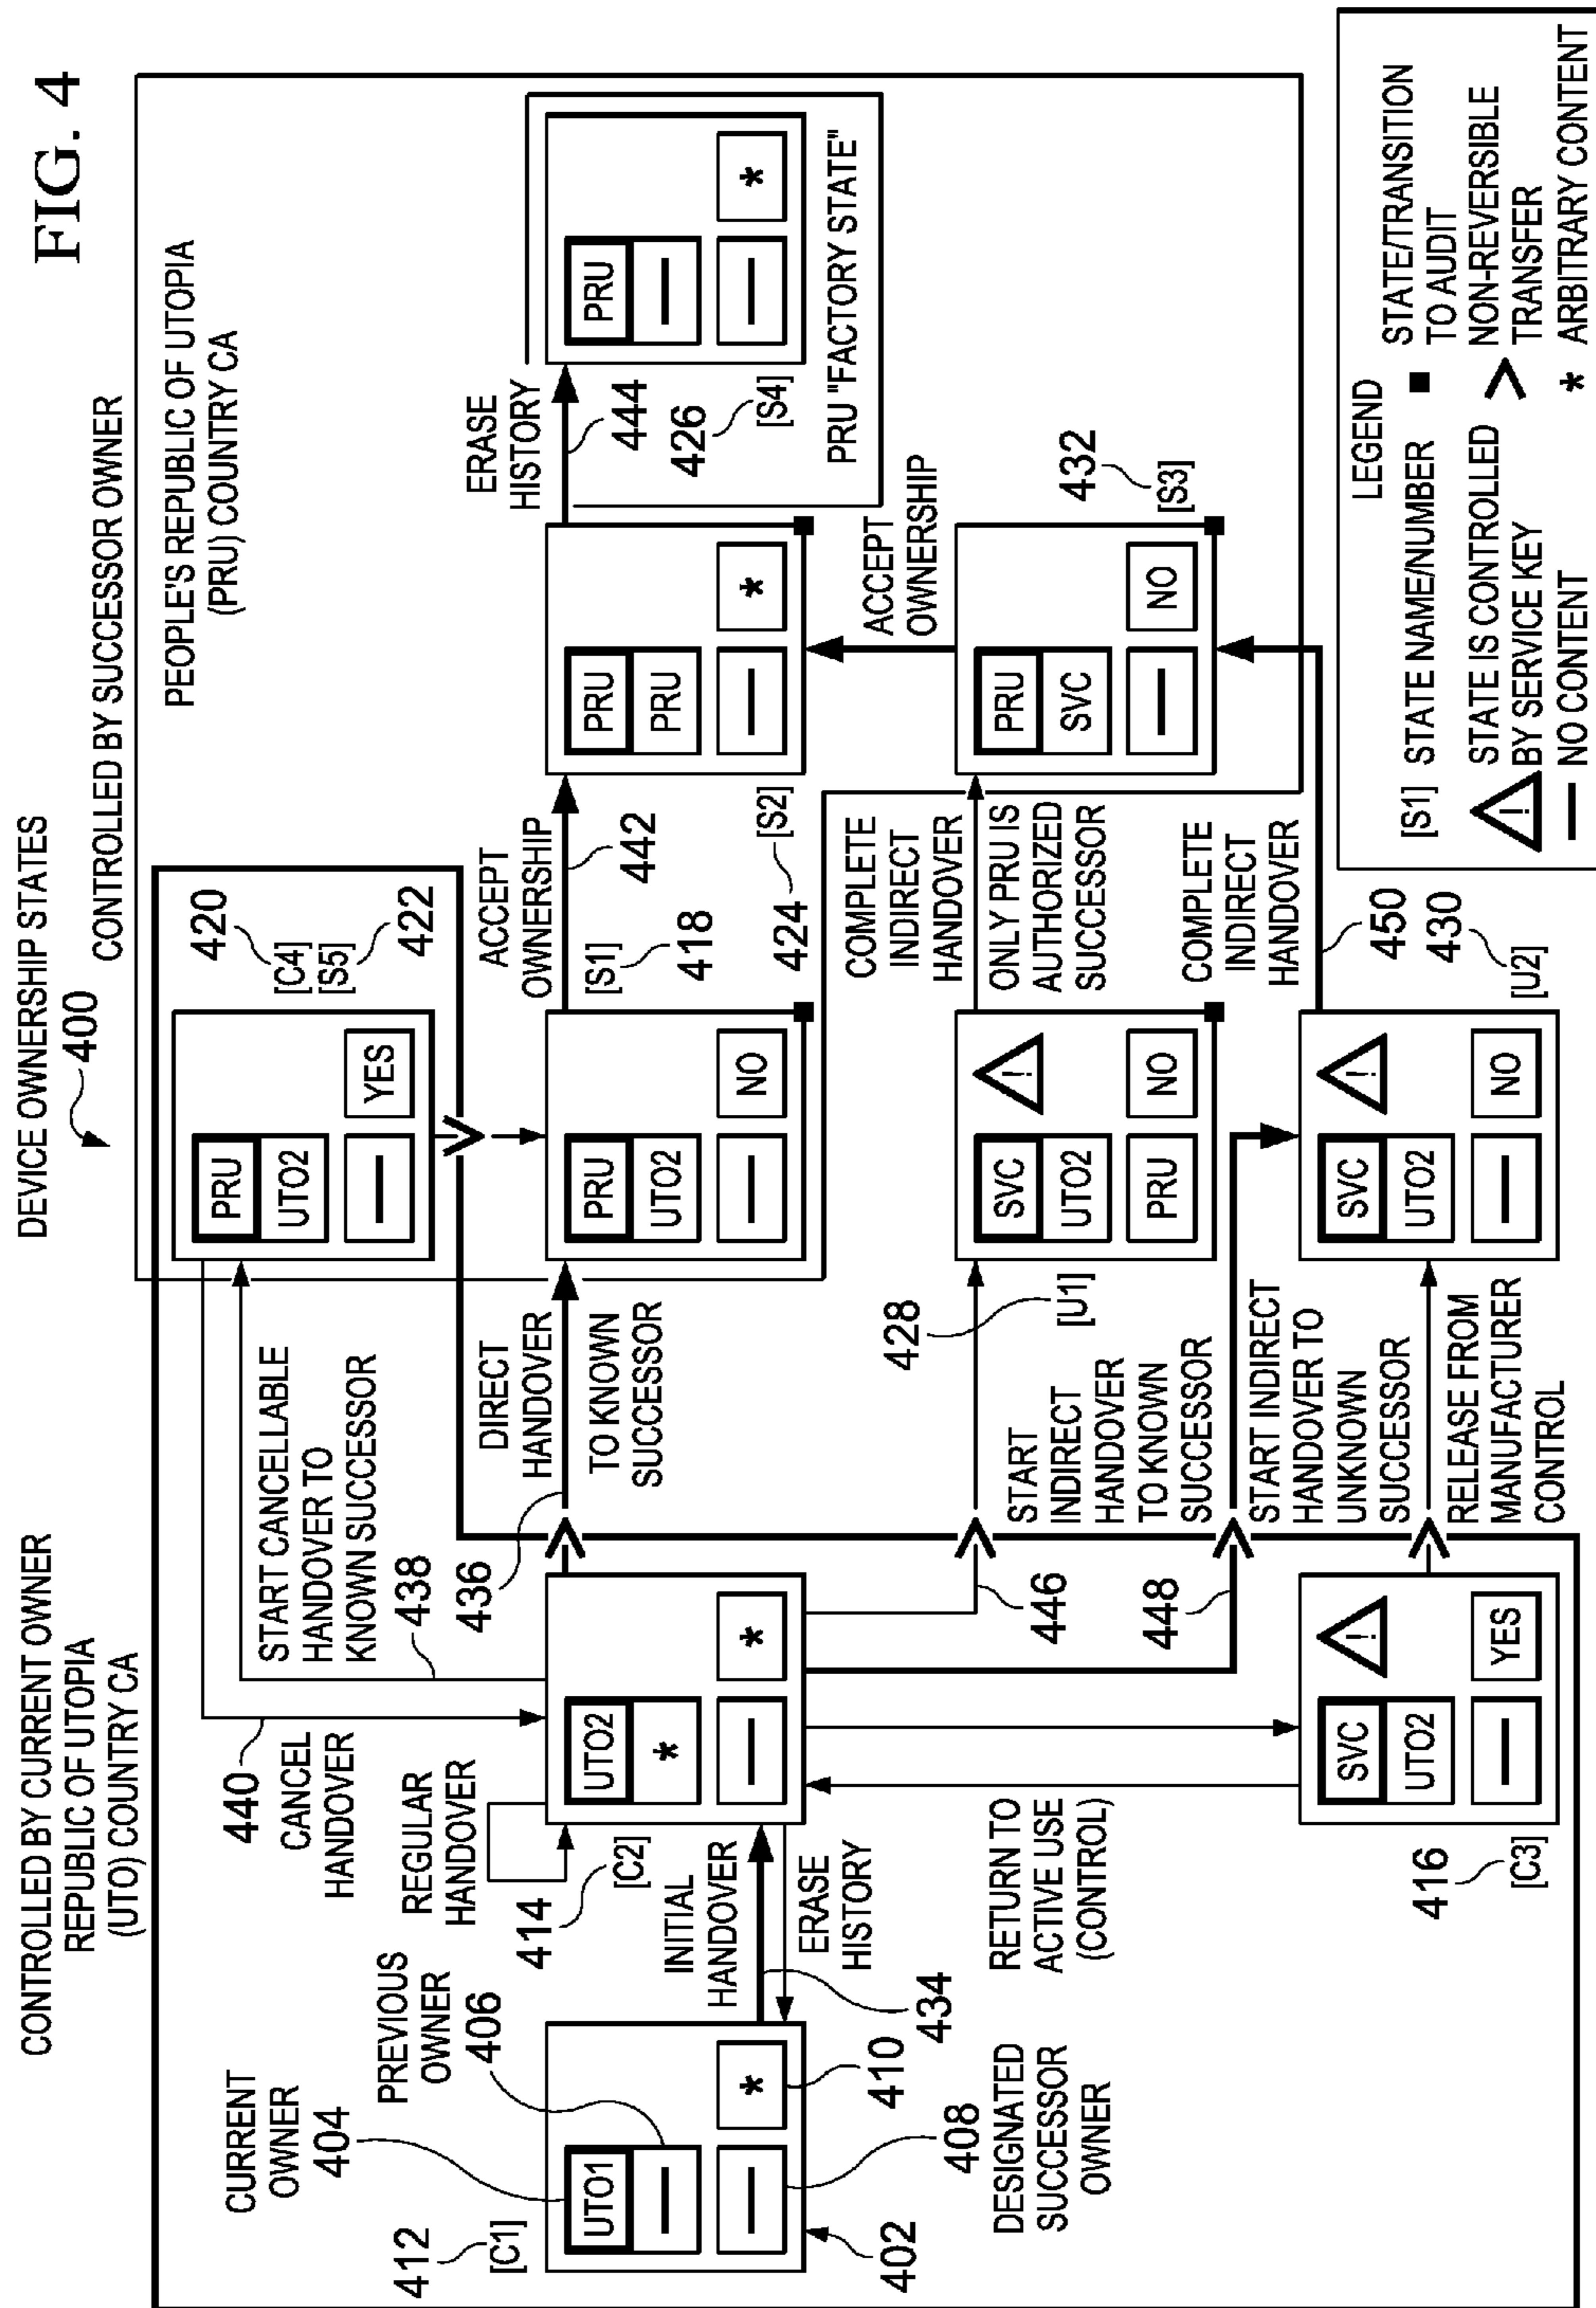 FIG. 4
DEVICE OWNERSHIP STATES
400
CONTROLLED BY CURRENT OWNER
REPUBLIC OF UTOPIA
(UTO) COUNTRY CA
CONTROLLED BY SUCCESSOR OWNER
PEOPLE'S REPUBLIC OF UTOPIA
(PRU) COUNTRY CA
440
CANCEL
HANDOVER
START CANCELLABLE
HANDOVER TO
KNOWN SUCCESSOR
438
PRU
UTO2
—
YES
420
[C4]
[S5]
422
REGULAR
HANDOVER
414
[C2]
CURRENT
OWNER
404
PREVIOUS
OWNER
406
412
[C1]
UTO1
—
—
*
402
410
408
DESIGNATED
SUCCESSOR
OWNER
INITIAL
HANDOVER
434
ERASE
HISTORY
UTO2
*
—
*
436
DIRECT
HANDOVER
TO KNOWN
SUCCESSOR
PRU
UTO2
—
NO
[S1]
418
ACCEPT
OWNERSHIP
442
PRU
PRU
—
*
424
[S2]
ERASE
HISTORY
444
426
[S4]
PRU
—
—
*
PRU "FACTORY STATE"
RETURN TO
ACTIVE USE
(CONTROL)
446
START
INDIRECT
HANDOVER
TO KNOWN
SUCCESSOR
428
[U1]
SVC
UTO2
PRU
!
NO
COMPLETE
INDIRECT
HANDOVER
ONLY PRU IS
AUTHORIZED
SUCCESSOR
PRU
SVC
—
NO
ACCEPT
OWNERSHIP
432
[S3]
448
START INDIRECT
HANDOVER TO
UNKNOWN
SUCCESSOR
COMPLETE
INDIRECT
HANDOVER
450
416
[C3]
SVC
UTO2
—
!
YES
RELEASE FROM
MANUFACTURER
CONTROL
SVC
UTO2
—
!
NO
430
[U2]
LEGEND
[S1] STATE NAME/NUMBER
! STATE IS CONTROLLED
BY SERVICE KEY
— NO CONTENT
■ STATE/TRANSITION
TO AUDIT
> NON-REVERSIBLE
TRANSFER
* ARBITRARY CONTENT